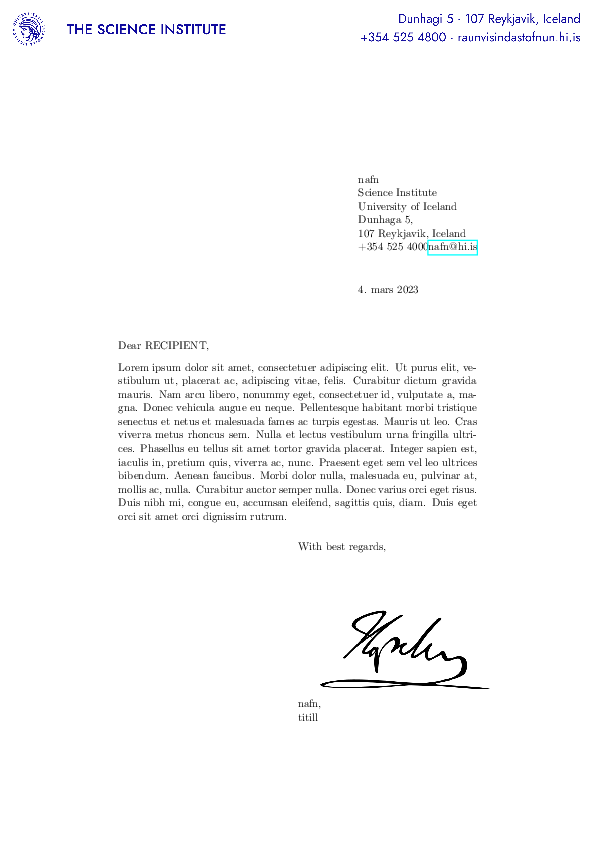 THE SCIENCE INSTITUTE
Dunhagi 5 - 107 Reykjavik, Iceland
+354 525 4800 - raunvisindastofnun.hi.is
nafn
Science Institute
University of Iceland
Dunhaga 5,
107 Reykjavik, Iceland
+354 525 4000nafn@hi.is
4. mars 2023
Dear RECIPIENT,
Lorem ipsum dolor sit amet, consectetuer adipiscing elit. Ut purus elit, ve-
stibulum ut, placerat ac, adipiscing vitae, felis. Curabitur dictum gravida
mauris. Nam arcu libero, nonummy eget, consectetuer id, vulputate a, ma-
gna. Donec vehicula augue eu neque. Pellentesque habitant morbi tristique
senectus et netus et malesuada fames ac turpis egestas. Mauris ut leo. Cras
viverra metus rhoncus sem. Nulla et lectus vestibulum urna fringilla ultri-
ces. Phasellus eu tellus sit amet tortor gravida placerat. Integer sapien est,
iaculis in, pretium quis, viverra ac, nunc. Praesent eget sem vel leo ultrices
bibendum. Aenean faucibus. Morbi dolor nulla, malesuada eu, pulvinar at,
mollis ac, nulla. Curabitur auctor semper nulla. Donec varius orci eget risus.
Duis nibh mi, congue eu, accumsan eleifend, sagittis quis, diam. Duis eget
orci sit amet orci dignissim rutrum.
With best regards,
nafn,
titill